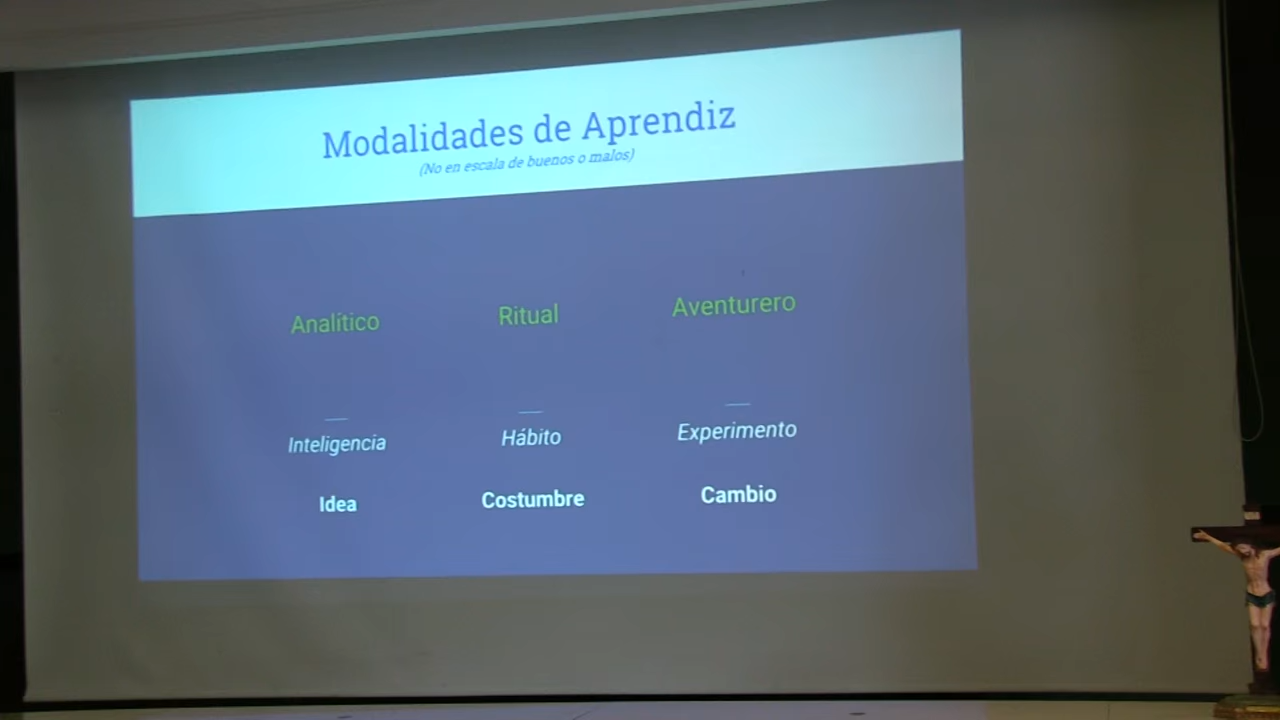 Modalidades de Aprendiz
(No en escala de buenos o malos)
Analítico
Ritual
Aventurero
Inteligencia
Hábito
Experimento
Idea
Costumbre
Cambio